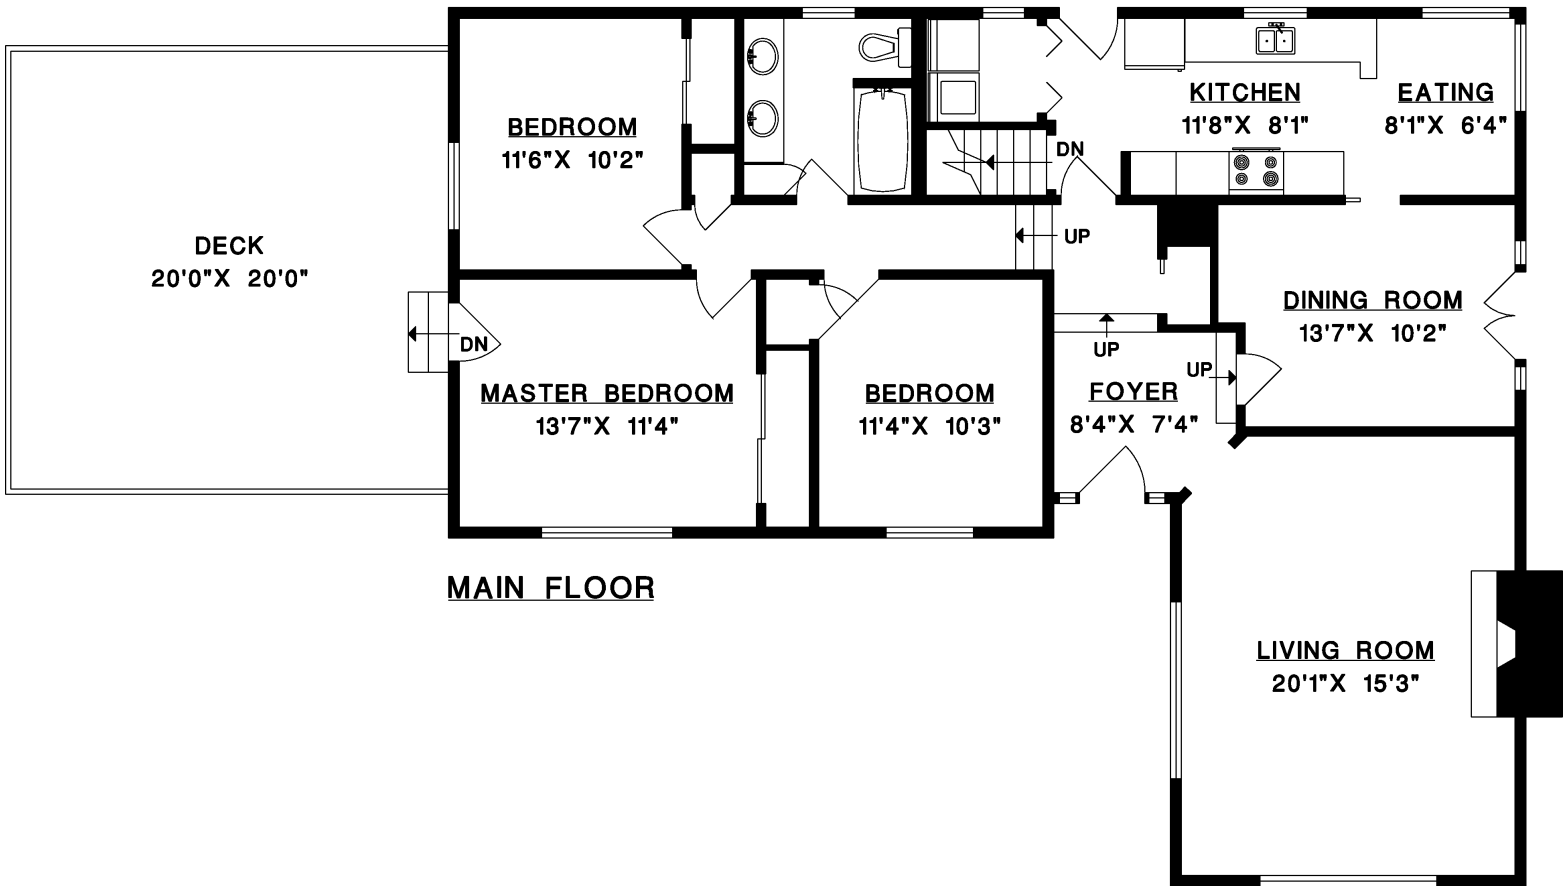 BEDROOM
11'6"X 10'2"
KITCHEN
11'8"X 8'1"
EATING
8'1"X 6'4"
DN
UP
DECK
20'0"X 20'0"
DINING ROOM
13'7"X 10'2"
DN
UP
UP
MASTER BEDROOM
13'7"X 11'4"
BEDROOM
11'4"X 10'3"
FOYER
8'4"X 7'4"
MAIN FLOOR
LIVING ROOM
20'1"X 15'3"